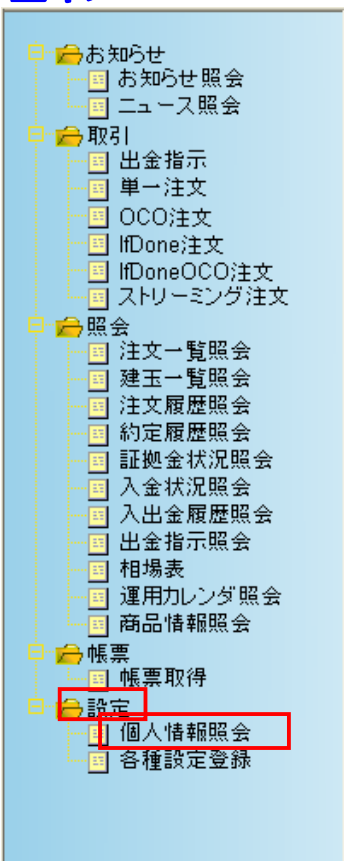 お知らせ
お知らせ照会
ニュース照会
取引
出金指示
単一注文
OCO注文
IfDone注文
IfDoneOCO注文
ストリーミング注文
照会
注文一覧照会
建玉一覧照会
注文履歴照会
約定履歴照会
証拠金状況照会
入金状況照会
入出金履歴照会
出金指示照会
相場表
運用カレンダ照会
商品情報照会
帳票
帳票取得
設定
個人情報照会
各種設定登録